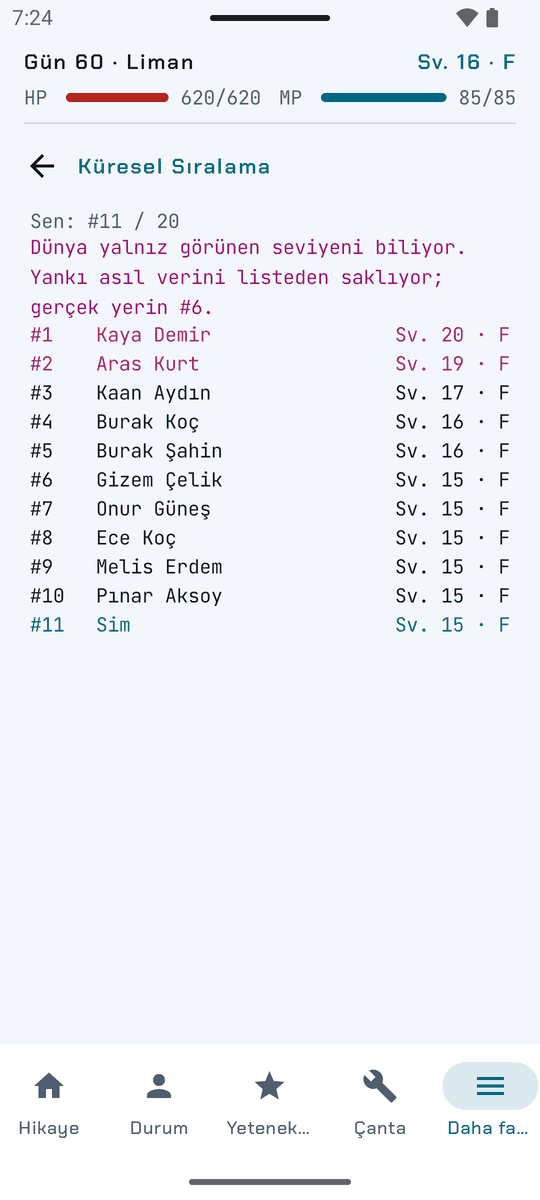 7:24
Gün 60 · Liman Sv. 16 · F
HP 620/620 MP 85/85
Küresel Sıralama
Sen: #11 / 20
Dünya yalnız görünen seviyeni biliyor.
Yankı asıl verini listeden saklıyor;
gerçek yerin #6.
#1 Kaya Demir Sv. 20 · F
#2 Aras Kurt Sv. 19 · F
#3 Kaan Aydın Sv. 17 · F
#4 Burak Koç Sv. 16 · F
#5 Burak Şahin Sv. 16 · F
#6 Gizem Çelik Sv. 15 · F
#7 Onur Güneş Sv. 15 · F
#8 Ece Koç Sv. 15 · F
#9 Melis Erdem Sv. 15 · F
#10 Pınar Aksoy Sv. 15 · F
#11 Sim Sv. 15 · F
Hikaye Durum Yetenek... Çanta Daha fa...